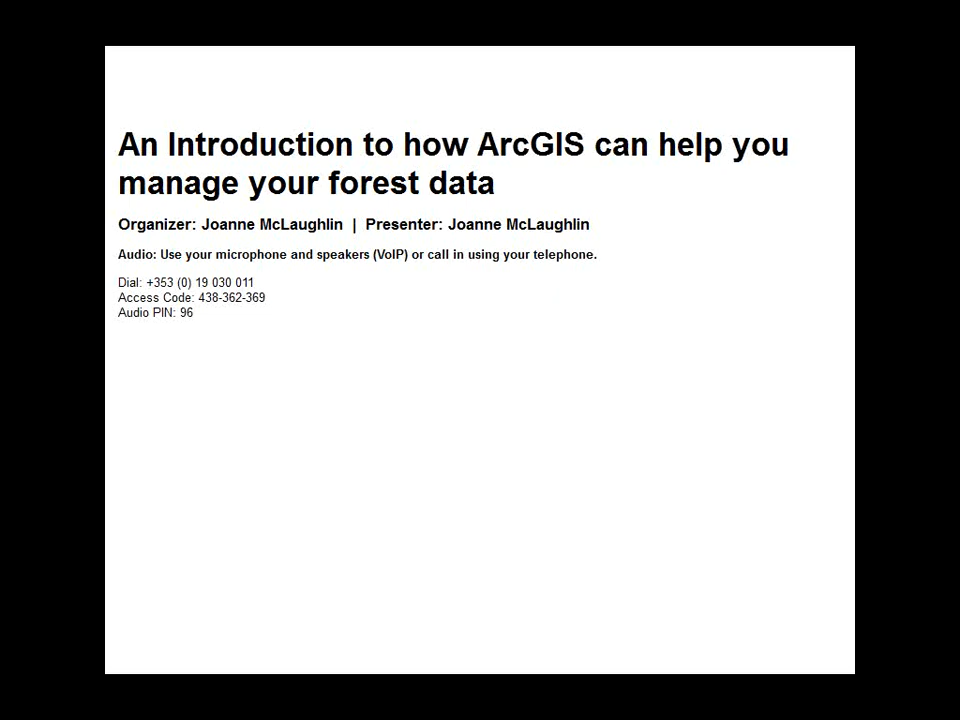 An Introduction to how ArcGIS can help you
manage your forest data
Organizer: Joanne McLaughlin | Presenter: Joanne McLaughlin
Audio: Use your microphone and speakers (VoIP) or call in using your telephone.
Dial: +353 (0) 19 030 011
Access Code: 438-362-369
Audio PIN: 96